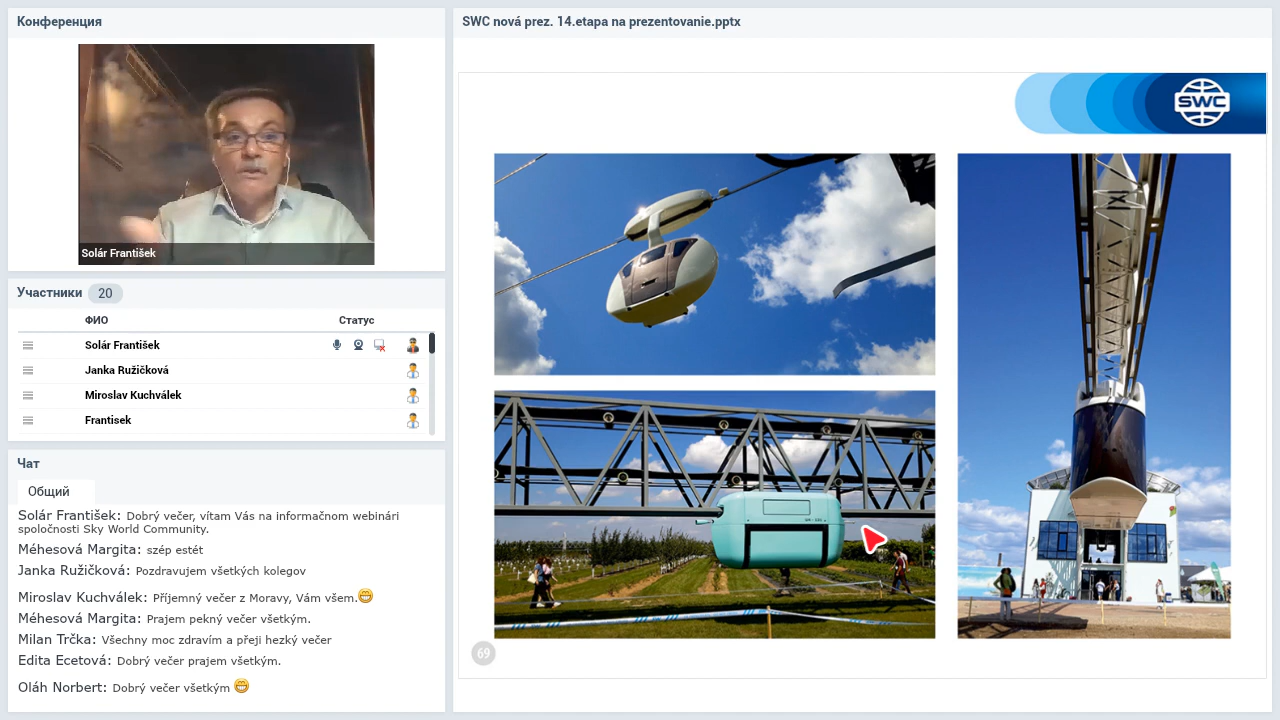 Конференция
Solár František
Участники 20
ФИО Статус
Solár František
Janka Ružičková
Miroslav Kuchválek
Frantisek
Чат
Общий
Solár František: Dobrý večer, vítam Vás na informačnom webinári
spoločnosti Sky World Community.
Méhesová Margita: szép estét
Janka Ružičková: Pozdravujem všetkých kolegov
Miroslav Kuchválek: Příjemný večer z Moravy, Vám všem.
Méhesová Margita: Prajem pekný večer všetkým.
Milan Trčka: Všechny moc zdravím a přeji hezký večer
Edita Ecetová: Dobrý večer prajem všetkým.
Oláh Norbert: Dobrý večer všetkým
SWC nová prez. 14.etapa na prezentovanie.pptx
SWC
69